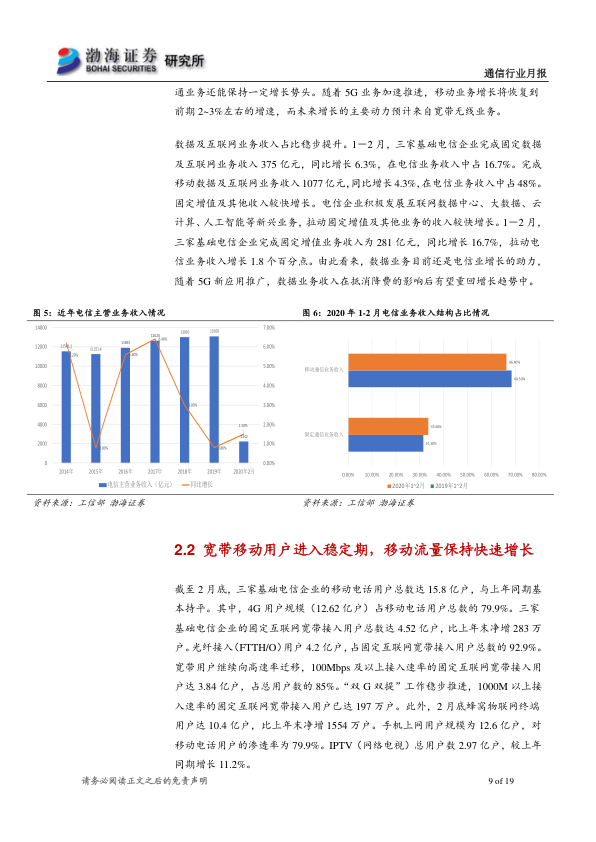 渤海证券
BOHAI SECURITIES
研究所
通信行业月报
通业务还能保持一定增长势头。随着 5G 业务加速推进，移动业务增长将恢复到
前期 2~3%左右的增速，而未来增长的主要动力预计来自宽带无线业务。
数据及互联网业务收入占比稳步提升。1－2 月，三家基础电信企业完成固定数据
及互联网业务收入 375 亿元，同比增长 6.3%，在电信业务收入中占 16.7%。完成
移动数据及互联网业务收入1077亿元,同比增长4.3%,在电信业务收入中占48%。
固定增值及其他收入较快增长。电信企业积极发展互联网数据中心、大数据、云
计算、人工智能等新兴业务，拉动固定增值及其他业务的收入较快增长。1－2 月，
三家基础电信企业完成固定增值业务收入为 281 亿元，同比增长 16.7%，拉动电
信业务收入增长 1.8 个百分点。由此看来，数据业务目前还是电信业增长的助力，
随着 5G 新应用推广，数据业务收入在抵消降费的影响后有望重回增长趋势中。
图 5：近年电信主营业务收入情况
14000
12000
10000
8000
6000
4000
2000
0
7.00%
6.00%
5.00%
4.00%
3.00%
2.00%
1.00%
0.00%
2014年
2015年
2016年
2017年
2018年
2019年
2020年2月
电信主营业务收入（亿元）
同比增长
资料来源：工信部 渤海证券
图 6：2020 年 1-2 月电信业务收入结构占比情况
移动通信业务收入
固定通信业务收入
0.00%
10.00%
20.00%
30.00%
40.00%
50.00%
60.00%
70.00%
80.00%
2020年1~2月
2019年1~2月
资料来源：工信部 渤海证券
2.2 宽带移动用户进入稳定期，移动流量保持快速增长
截至 2 月底，三家基础电信企业的移动电话用户总数达 15.8 亿户，与上年同期基
本持平。其中，4G 用户规模（12.62 亿户）占移动电话用户总数的 79.9%。三家
基础电信企业的固定互联网宽带接入用户总数达 4.52 亿户，比上年末净增 283 万
户。光纤接入（FTTH/O）用户 4.2 亿户，占固定互联网宽带接入用户总数的 92.9%。
宽带用户继续向高速率迁移，100Mbps 及以上接入速率的固定互联网宽带接入用
户达 3.84 亿户，占总用户数的 85%。“双 G 双提”工作稳步推进，1000M 以上接
入速率的固定互联网宽带接入用户已达 197 万户。此外，2 月底蜂窝物联网终端
用户达 10.4 亿户，比上年末净增 1554 万户。手机上网用户规模为 12.6 亿户，对
移动电话用户的渗透率为 79.9%。IPTV（网络电视）总用户数 2.97 亿户，较上年
同期增长 11.2%。
请务必阅读正文之后的免责声明
9 of 19